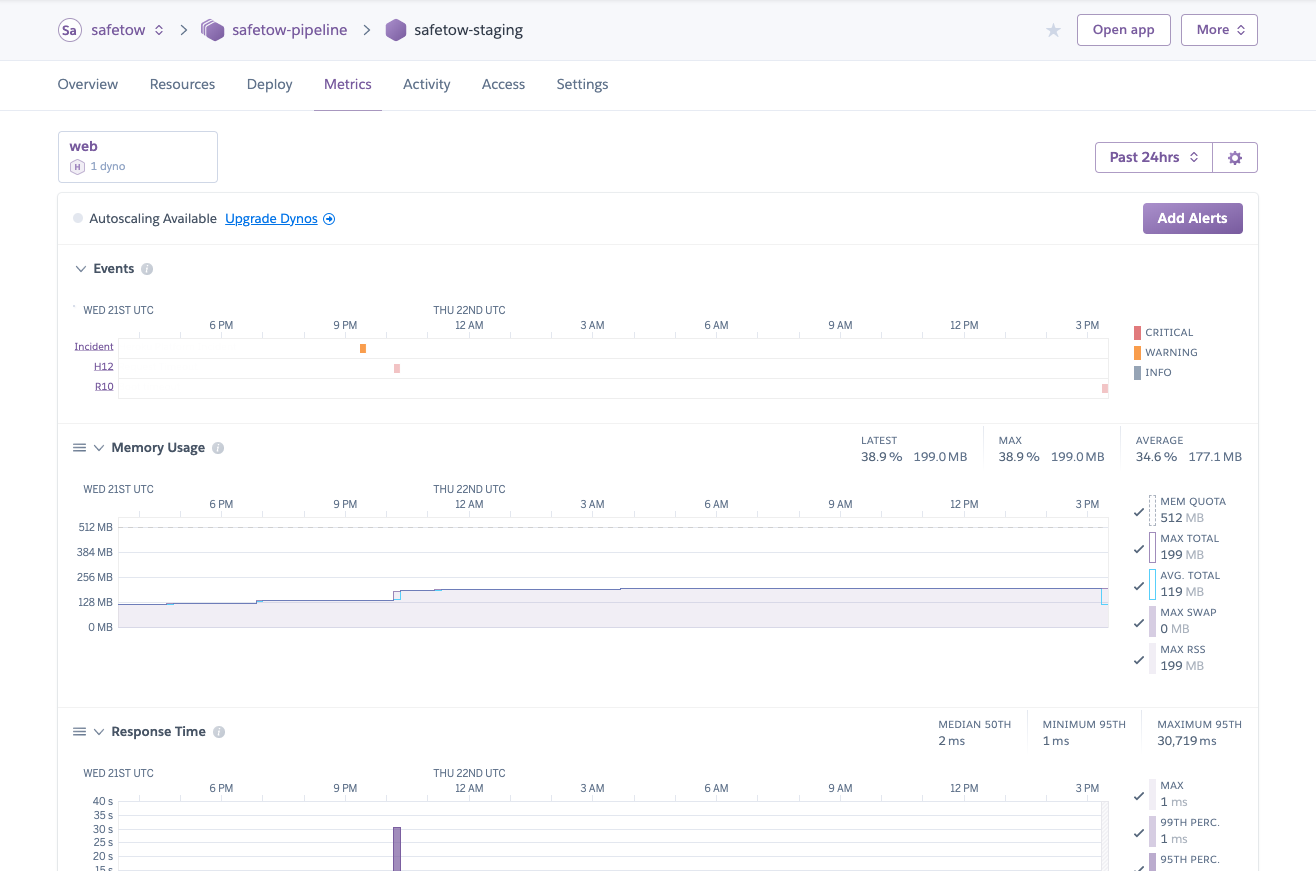 Sa safetow safetow-pipeline safetow-staging Open app More
Overview Resources Deploy Metrics Activity Access Settings
web
H 1 dyno
Past 24hrs
Autoscaling Available Upgrade Dynos Add Alerts
Events
WED 21ST UTC THU 22ND UTC
6 PM 9 PM 12 AM 3 AM 6 AM 9 AM 12 PM 3 PM
Incident
H12
R10
CRITICAL
WARNING
INFO
Memory Usage
LATEST MAX AVERAGE
38.9 % 199.0 MB 38.9 % 199.0 MB 34.6 % 177.1 MB
WED 21ST UTC THU 22ND UTC
6 PM 9 PM 12 AM 3 AM 6 AM 9 AM 12 PM 3 PM
512 MB
384 MB
256 MB
128 MB
0 MB
MEM QUOTA
512 MB
MAX TOTAL
199 MB
AVG. TOTAL
119 MB
MAX SWAP
0 MB
MAX RSS
199 MB
Response Time
MEDIAN 50TH MINIMUM 95TH MAXIMUM 95TH
2 ms 1 ms 30,719 ms
WED 21ST UTC THU 22ND UTC
6 PM 9 PM 12 AM 3 AM 6 AM 9 AM 12 PM 3 PM
40 s
35 s
30 s
25 s
20 s
15 s
MAX
1 ms
99TH PERC.
1 ms
95TH PERC.